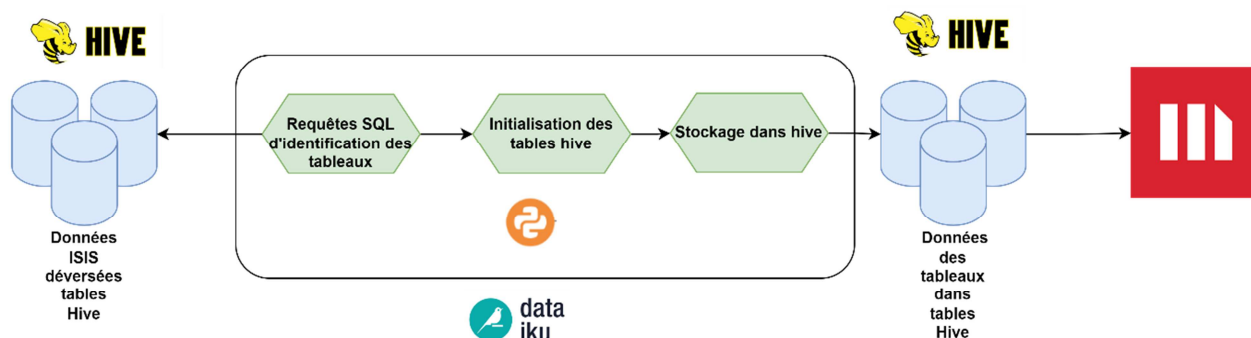 HIVE
HIVE
Requêtes SQL
d'identification des
tableaux
Initialisation des
tables hive
Stockage dans hive
Données
ISIS
déversées
tables
Hive
Données
des
tableaux
dans
tables
Hive
data
iku